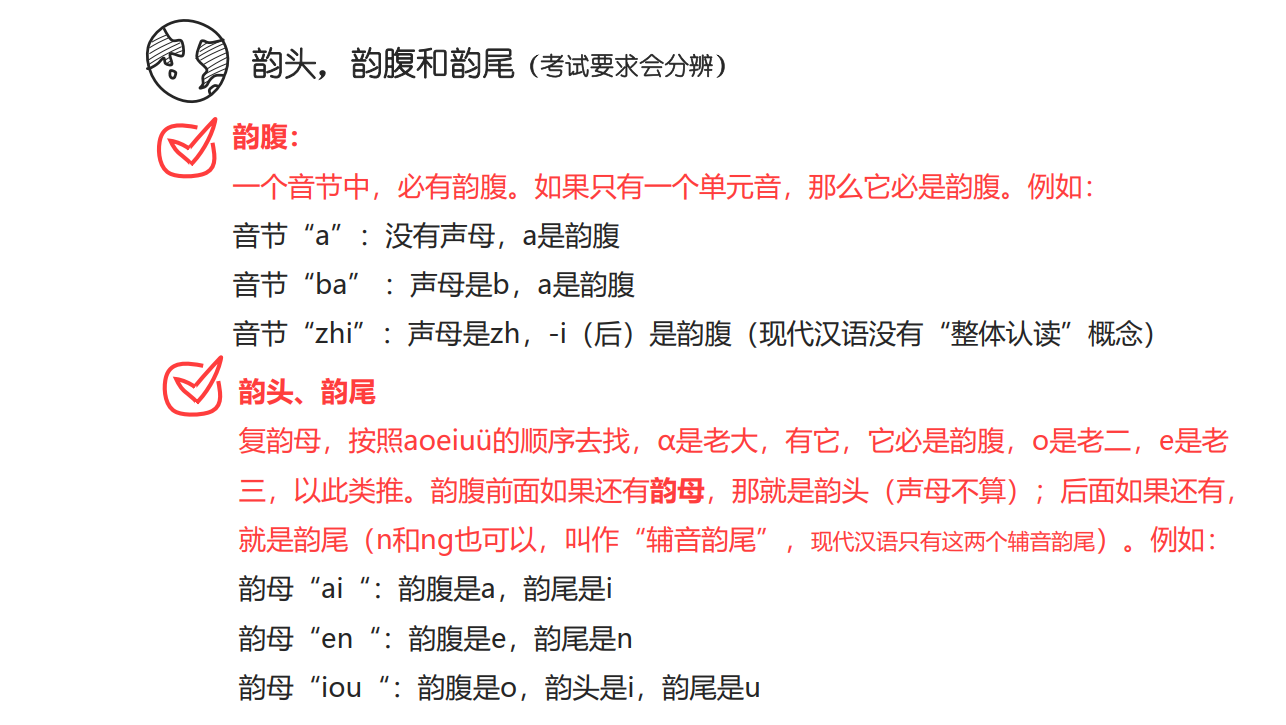 韵头，韵腹和韵尾（考试要求会分辨）
韵腹：
一个音节中，必有韵腹。如果只有一个单元音，那么它必是韵腹。例如：
音节“a”：没有声母，a是韵腹
音节“ba” ：声母是b，a是韵腹
音节“zhi”：声母是zh，-i（后）是韵腹（现代汉语没有“整体认读”概念）
韵头、韵尾
复韵母，按照aoeiuü的顺序去找，ɑ是老大，有它，它必是韵腹，o是老二，e是老
三，以此类推。韵腹前面如果还有韵母，那就是韵头（声母不算）；后面如果还有，
就是韵尾（n和ng也可以，叫作“辅音韵尾”，现代汉语只有这两个辅音韵尾）。例如：
韵母“ai“：韵腹是a，韵尾是i
韵母“en“：韵腹是e，韵尾是n
韵母“iou“：韵腹是o，韵头是i，韵尾是u